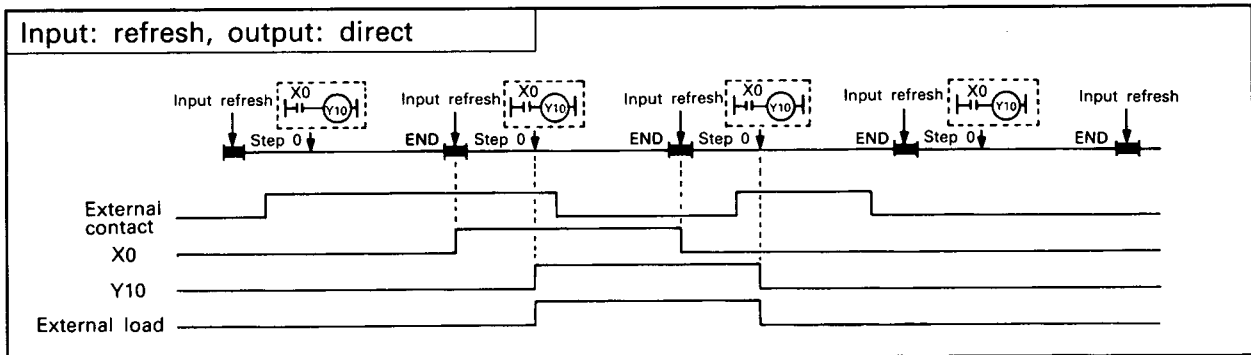 Input: refresh, output: direct
X0 X0 X0 X0
Input refresh Y10 Input refresh Y10 Input refresh Y10 Input refresh Y10 Input refresh
Step 0 END Step 0 END Step 0 END Step 0 END
External
contact
X0
Y10
External load